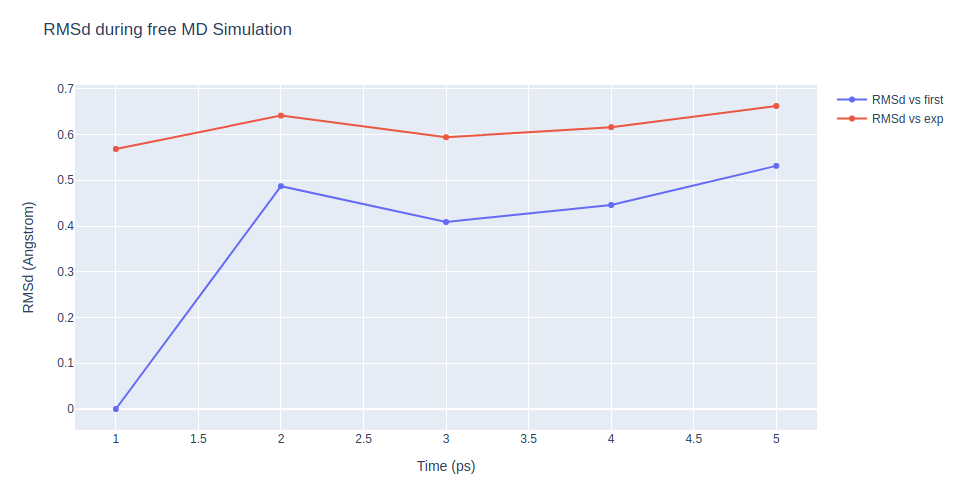 RMSd during free MD Simulation
RMSd vs first
RMSd vs exp
RMSd (Angstrom)
0.7
0.6
0.5
0.4
0.3
0.2
0.1
0
1 1.5 2 2.5 3 3.5 4 4.5 5
Time (ps)